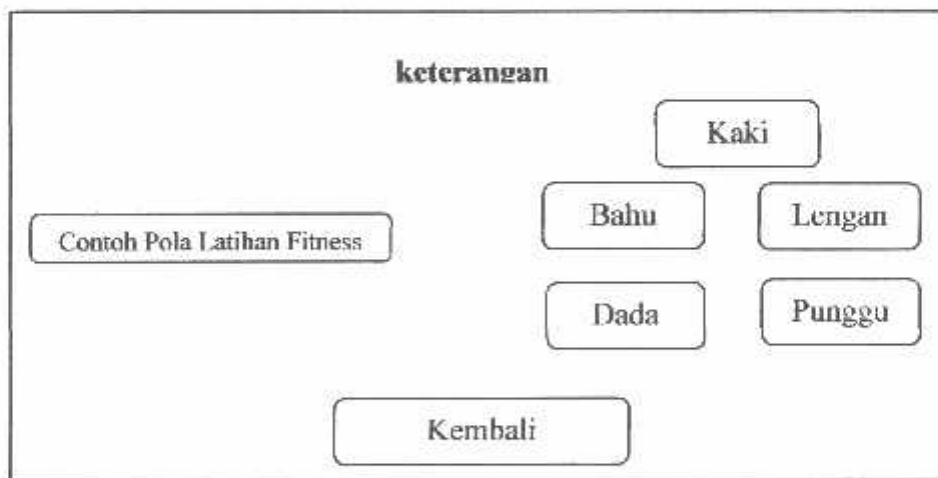 keterangan
Kaki
Bahu
Lengan
Contoh Pola Latihan Fitness
Dada
Punggu
Kembali